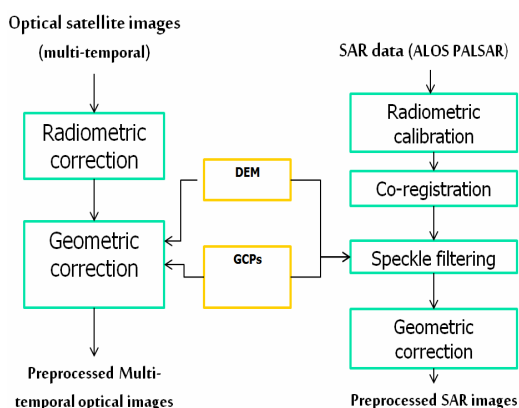 Optical satellite images
(multi-temporal)
Radiometric
correction
Geometric
correction
Preprocessed Multi-
temporal optical images
DEM
GCPs
SAR data (ALOS PALSAR)
Radiometric
calibration
Co-registration
Speckle filtering
Geometric
correction
Preprocessed SAR images